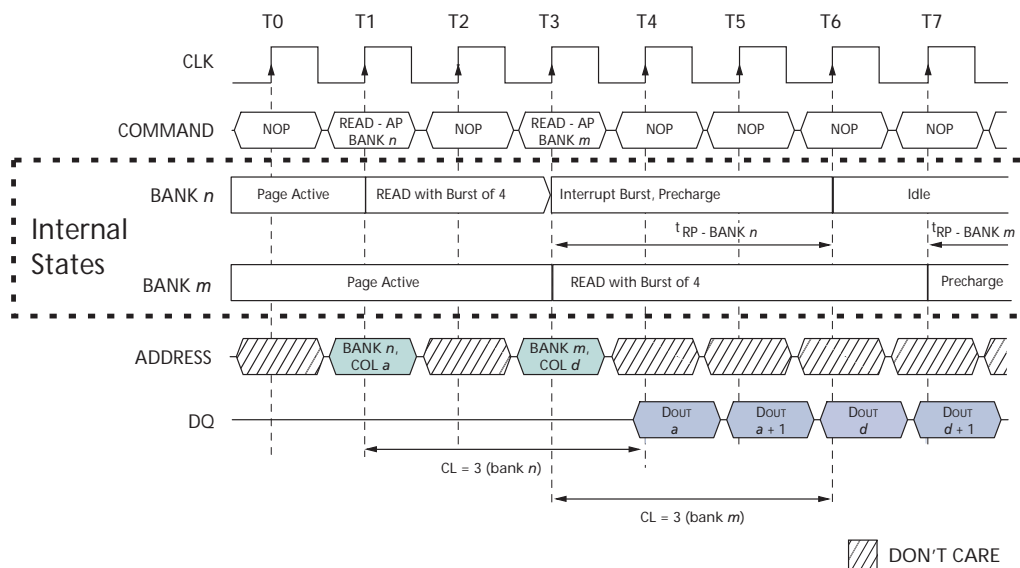 T0 T1 T2 T3 T4 T5 T6 T7
CLK
COMMAND NOP READ - AP BANK n NOP READ - AP BANK m NOP NOP NOP NOP
Internal States
BANK n Page Active READ with Burst of 4 Interrupt Burst, Precharge Idle
tRP - BANK n tRP - BANK m
BANK m Page Active READ with Burst of 4 Precharge
ADDRESS BANK n, COL a BANK m, COL d
DQ DOUT a DOUT a + 1 DOUT d DOUT d + 1
CL = 3 (bank n)
CL = 3 (bank m)
DON'T CARE